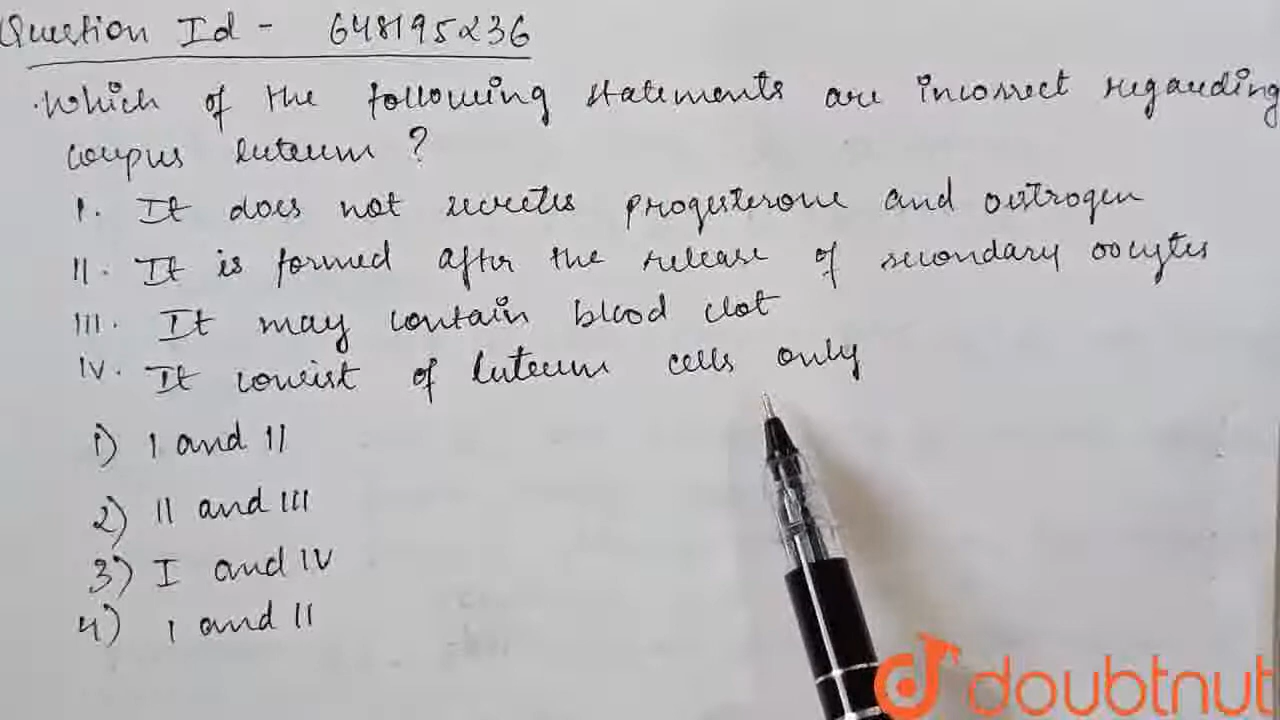 Question Id - 648195236
. Which of the following statements are incorrect regarding
corpus luteum ?
I. It does not secretes progesterone and oestrogen
II. It is formed after the release of secondary oocytes
III. It may contain blood clot
IV. It consist of luteum cells only
1) I and II
2) II and III
3) I and IV
4) I and II
doubtnut